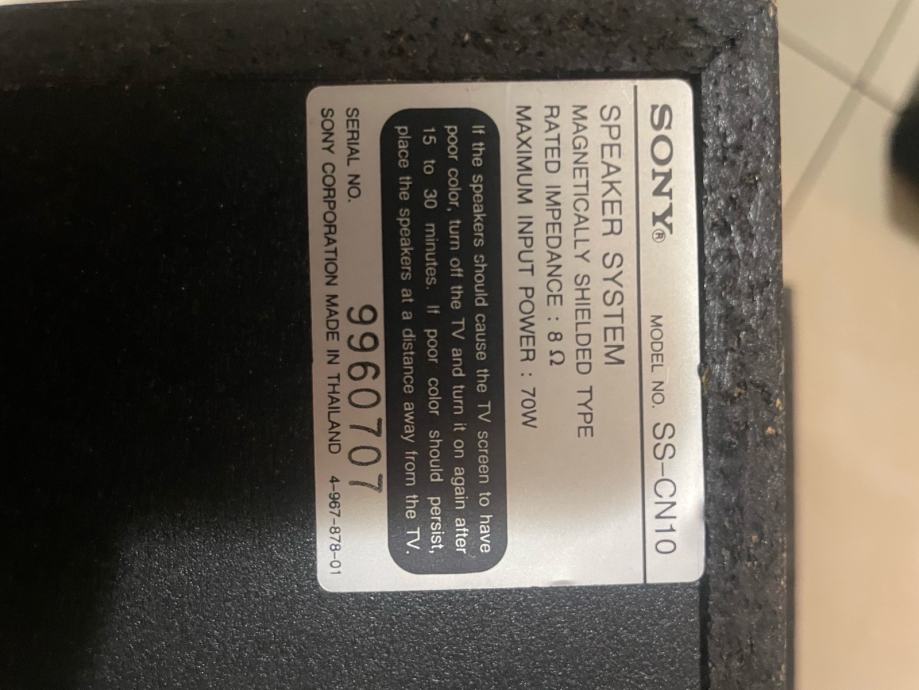 SONY® MODEL NO. SS-CN10
SPEAKER SYSTEM
MAGNETICALLY SHIELDED TYPE
RATED IMPEDANCE : 8 Ω
MAXIMUM INPUT POWER : 70W
If the speakers should cause the TV screen to have
poor color, turn off the TV and turn it on again after
15 to 30 minutes. If poor color should persist,
place the speakers at a distance away from the TV.
SERIAL NO. 9960707
SONY CORPORATION MADE IN THAILAND 4-967-878-01